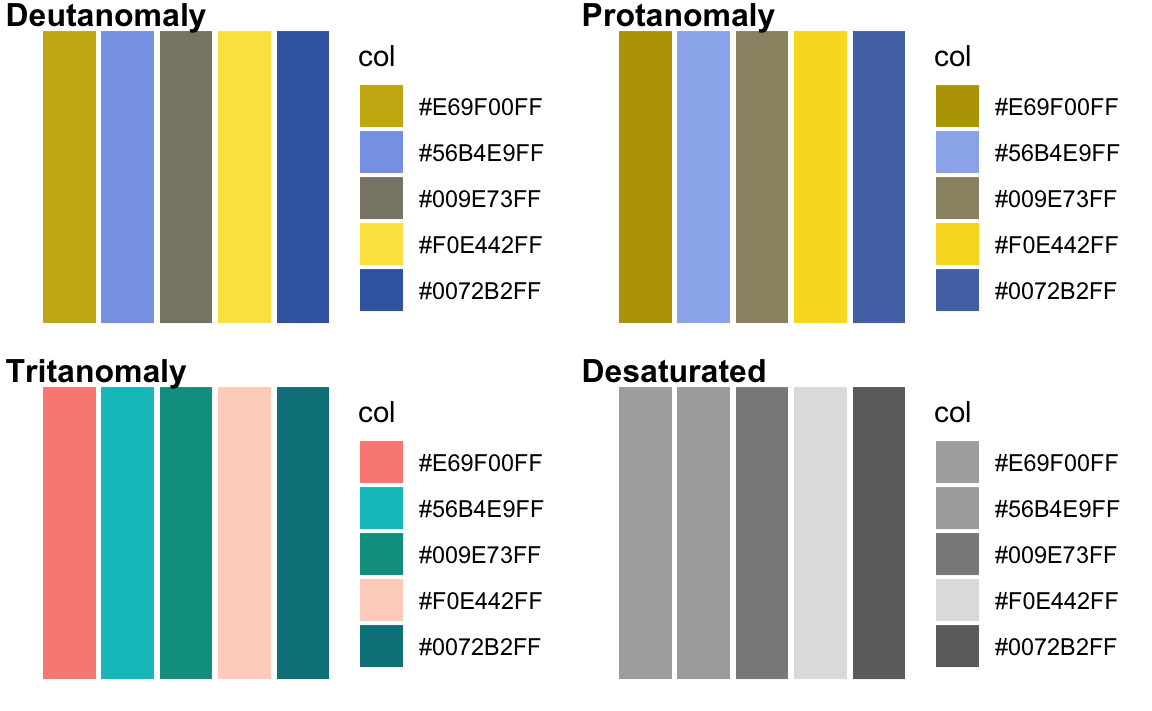 Deutanomaly
col
#E69F00FF
#56B4E9FF
#009E73FF
#F0E442FF
#0072B2FF
Protanomaly
col
#E69F00FF
#56B4E9FF
#009E73FF
#F0E442FF
#0072B2FF
Tritanomaly
col
#E69F00FF
#56B4E9FF
#009E73FF
#F0E442FF
#0072B2FF
Desaturated
col
#E69F00FF
#56B4E9FF
#009E73FF
#F0E442FF
#0072B2FF